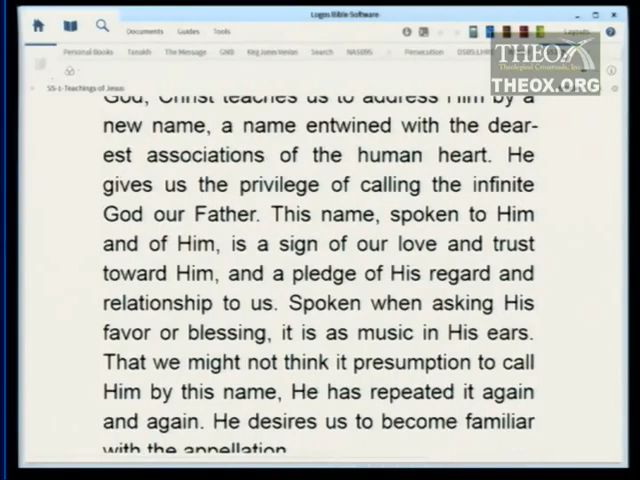 Logos Bible Software
Documents Guides Tools
Layouts
Personal Books Tanakh The Message GWB King James Version Search NASB95 Persecution
THEOX
THEOX.ORG
SS-1-Teachings of Jesus
God, Christ teaches us to address Him by a
new name, a name entwined with the dear-
est associations of the human heart. He
gives us the privilege of calling the infinite
God our Father. This name, spoken to Him
and of Him, is a sign of our love and trust
toward Him, and a pledge of His regard and
relationship to us. Spoken when asking His
favor or blessing, it is as music in His ears.
That we might not think it presumption to call
Him by this name, He has repeated it again
and again. He desires us to become familiar
with the appellation.